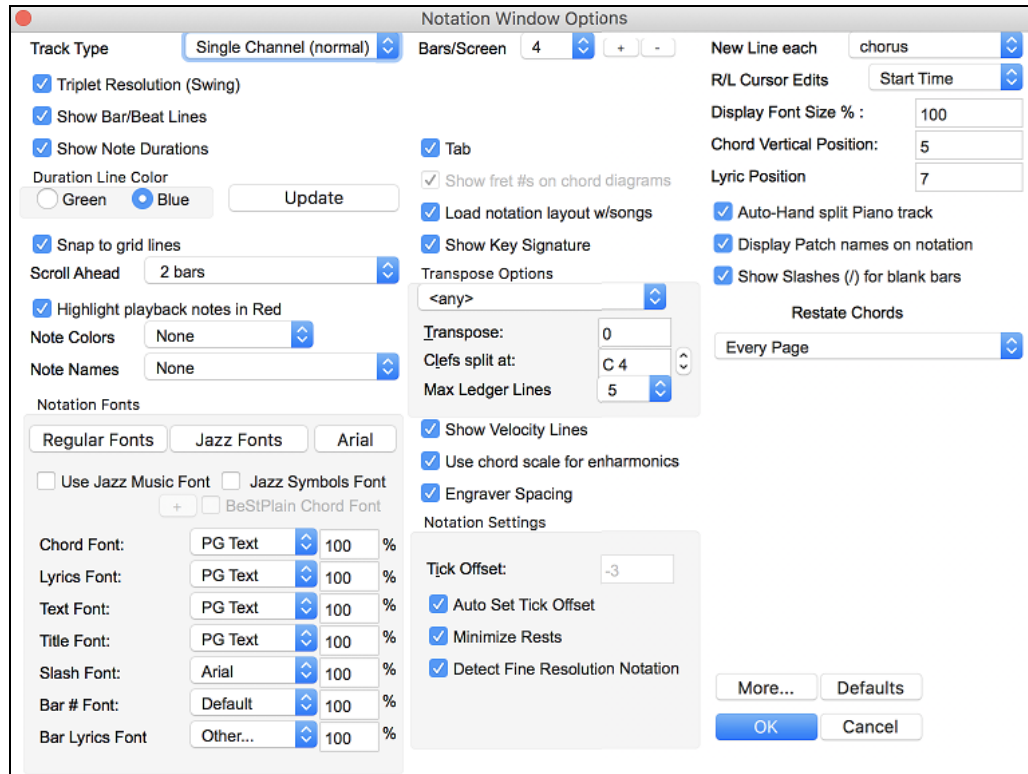 Notation Window Options
Track Type Single Channel (normal)
Triplet Resolution (Swing)
Show Bar/Beat Lines
Show Note Durations
Duration Line Color
Green Blue Update
Snap to grid lines
Scroll Ahead 2 bars
Highlight playback notes in Red
Note Colors None
Note Names None
Notation Fonts
Regular Fonts Jazz Fonts Arial
Use Jazz Music Font Jazz Symbols Font
+ BeStPlain Chord Font
Chord Font: PG Text 100 %
Lyrics Font: PG Text 100 %
Text Font: PG Text 100 %
Title Font: PG Text 100 %
Slash Font: Arial 100 %
Bar # Font: Default 100 %
Bar Lyrics Font Other... 100 %
Bars/Screen 4 + -
Tab
Show fret #s on chord diagrams
Load notation layout w/songs
Show Key Signature
Transpose Options
<any>
Transpose: 0
Clefs split at: C 4
Max Ledger Lines 5
Show Velocity Lines
Use chord scale for enharmonics
Engraver Spacing
Notation Settings
Tick Offset: -3
Auto Set Tick Offset
Minimize Rests
Detect Fine Resolution Notation
New Line each chorus
R/L Cursor Edits Start Time
Display Font Size % : 100
Chord Vertical Position: 5
Lyric Position 7
Auto-Hand split Piano track
Display Patch names on notation
Show Slashes (/) for blank bars
Restate Chords
Every Page
More... Defaults
OK Cancel